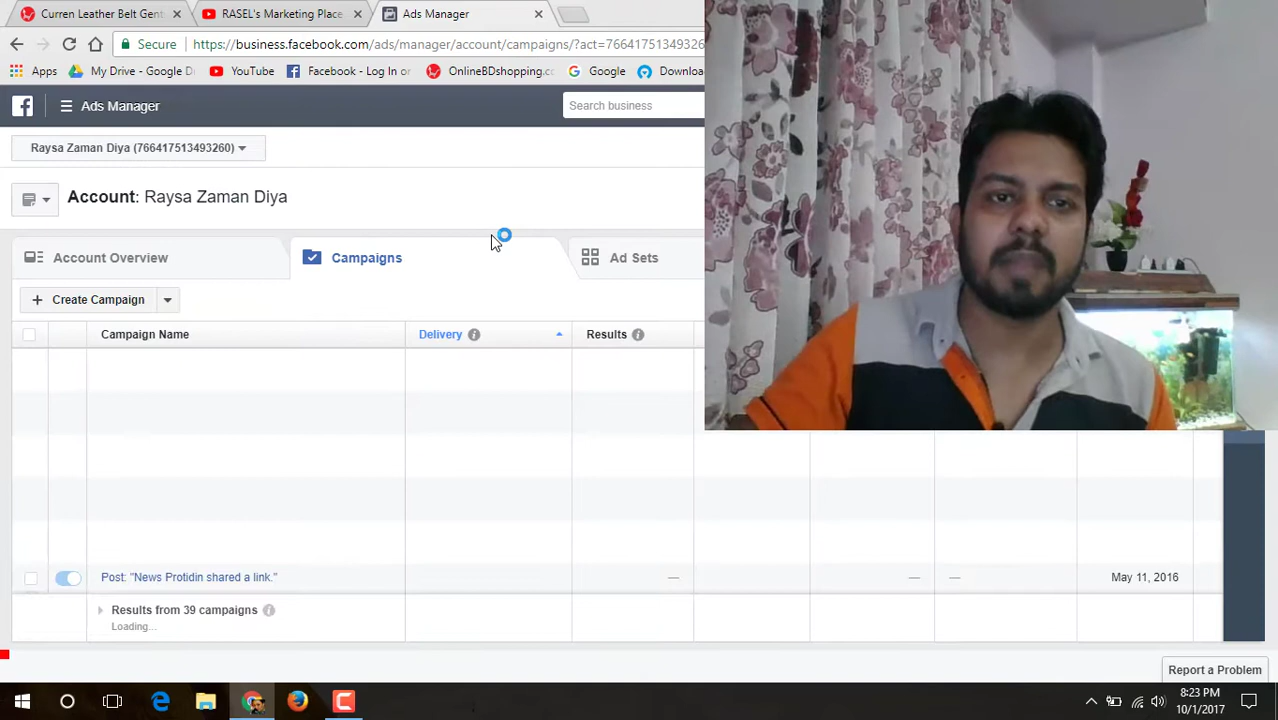 Curren Leather Belt Gent
RASEL's Marketing Place
Ads Manager
Secure
https://business.facebook.com/ads/manager/account/campaigns/?act=76641751349326
Apps
My Drive - Google D
YouTube
Facebook - Log In or
OnlineBDshopping.cc
Google
Downloa
Ads Manager
Search business
Raysa Zaman Diya (766417513493260)
Account: Raysa Zaman Diya
Account Overview
Campaigns
Ad Sets
+ Create Campaign
Campaign Name
Delivery
Results
Post: "News Protidin shared a link."
—
—
—
May 11, 2016
Results from 39 campaigns
Loading...
Report a Problem
8:23 PM
10/1/2017